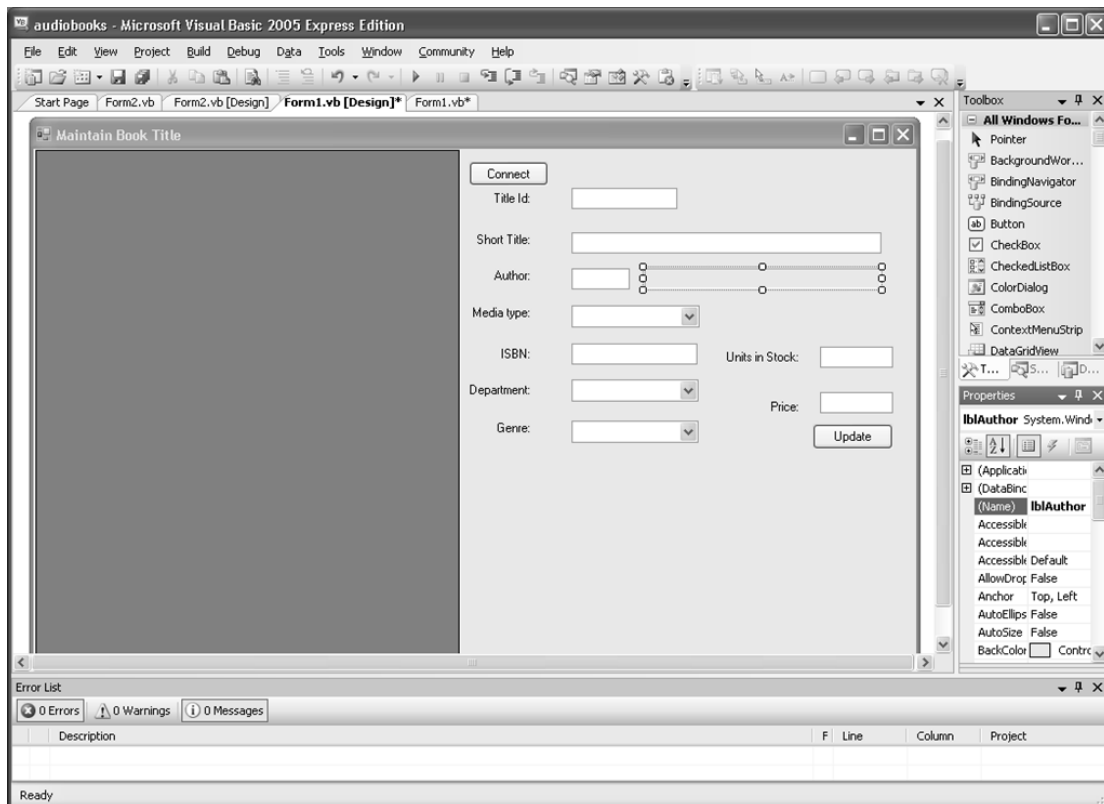 audiobooks - Microsoft Visual Basic 2005 Express Edition
File Edit View Project Build Debug Data Tools Window Community Help
Start Page Form2.vb Form2.vb [Design] Form1.vb [Design]* Form1.vb*
Maintain Book Title
Connect
Title Id:
Short Title:
Author:
Media type:
ISBN:
Units in Stock:
Department:
Price:
Genre:
Update
Toolbox
All Windows Fo...
Pointer
BackgroundWor...
BindingNavigator
BindingSource
ab Button
CheckBox
CheckedListBox
ColorDialog
ComboBox
ContextMenuStrip
DataGridView
T... S... D...
Properties
lblAuthor System.Wind
(Applicati
(DataBinc
(Name) lblAuthor
Accessible
Accessible
Accessible Default
AllowDrop False
Anchor Top, Left
AutoEllips False
AutoSize False
BackColor Contro
Error List
0 Errors 0 Warnings 0 Messages
Description F Line Column Project
Ready